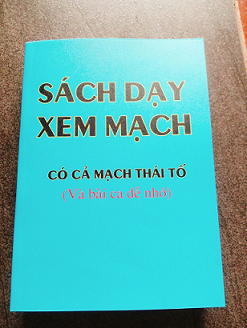 SÁCH DẠY
XEM MẠCH
CÓ CẢ MẠCH THÁI TỐ
(Và bài ca dễ nhớ)